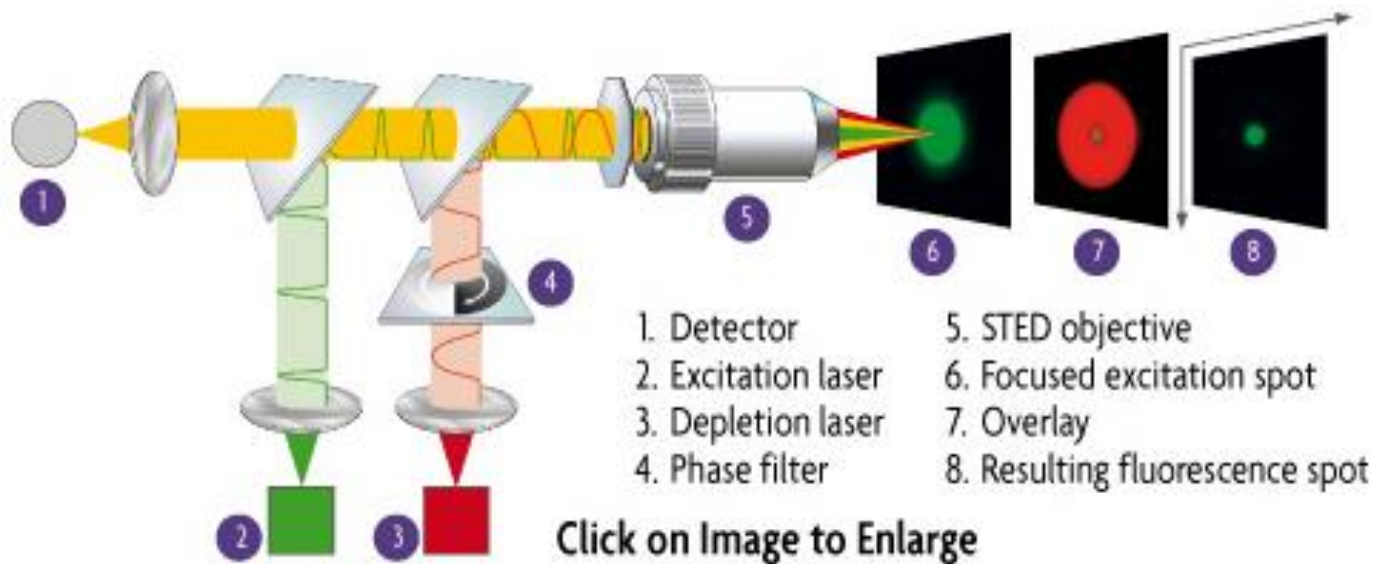 1
2
3
4
5
6
7
8
1. Detector
2. Excitation laser
3. Depletion laser
4. Phase filter
5. STED objective
6. Focused excitation spot
7. Overlay
8. Resulting fluorescence spot
Click on Image to Enlarge